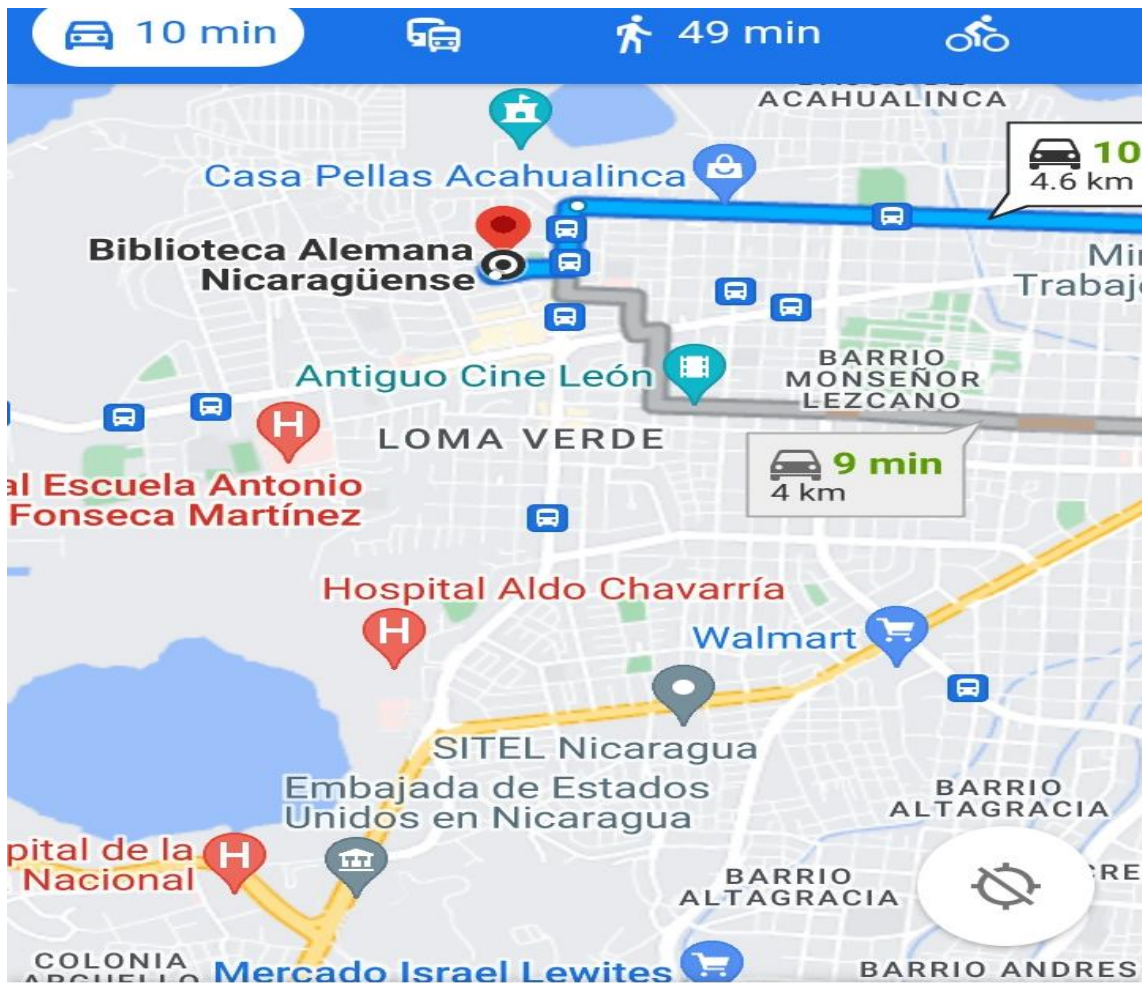 10 min
49 min
ACAHUALINCA
Casa Pellas Acahualinca
10
4.6 km
Biblioteca Alemana
Nicaragüense
Trabajo
Antiguo Cine León
BARRIO
MONSEÑOR
LEZCANO
LOMA VERDE
9 min
4 km
H
al Escuela Antonio
Fonseca Martínez
Hospital Aldo Chavarría
H
Walmart
SITEL Nicaragua
Embajada de Estados
Unidos en Nicaragua
BARRIO
ALTAGRACIA
pital de la
Nacional
H
BARRIO
ALTAGRACIA
CRE
COLONIA
Mercado Israel Lewites
BARRIO ANDRES